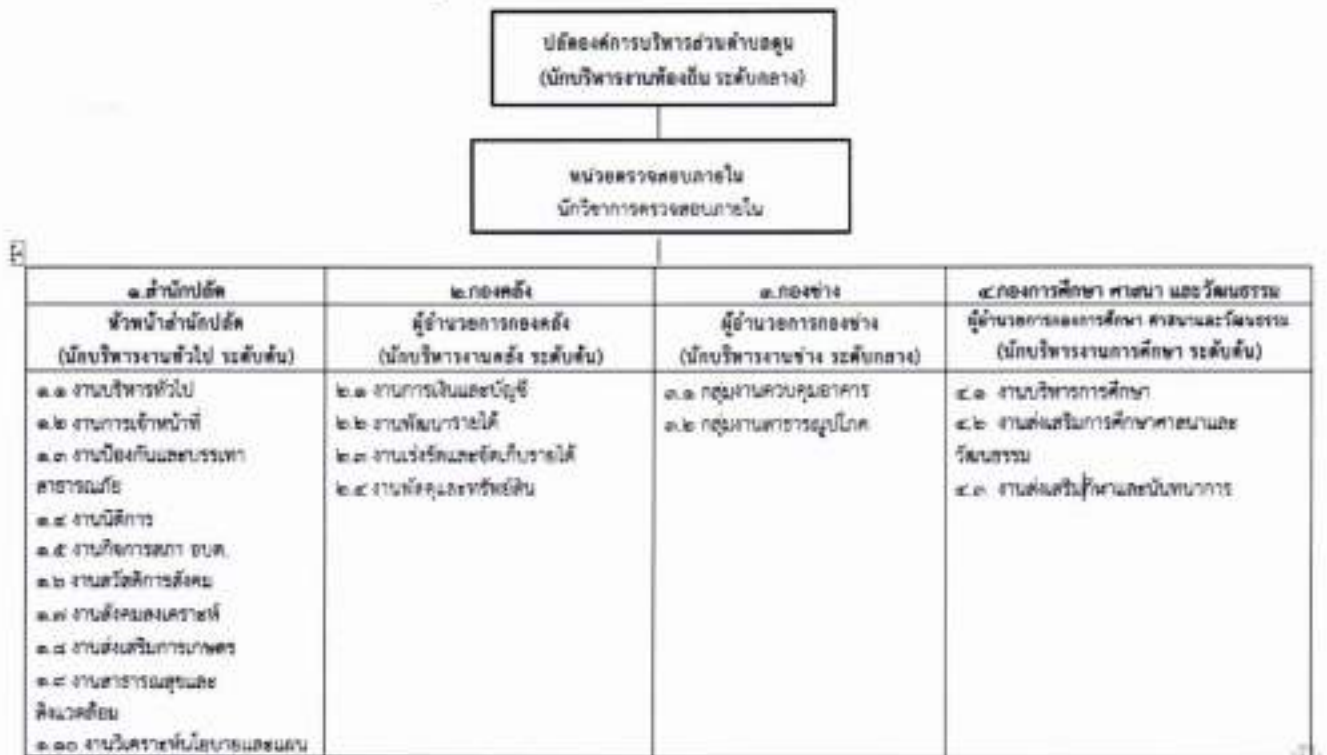 ปลัดองค์การบริหารส่วนตำบลดูน
(นักบริหารงานท้องถิ่น ระดับกลาง)
หน่วยตรวจสอบภายใน
นักวิชาการตรวจสอบภายใน
๑.สำนักปลัด
หัวหน้าสำนักปลัด
(นักบริหารงานทั่วไป ระดับต้น)
๑.๑ งานบริหารทั่วไป
๑.๒ งานการเจ้าหน้าที่
๑.๓ งานป้องกันและบรรเทา
สาธารณภัย
๑.๔ งานนิติการ
๑.๕ งานกิจการสภา อบต.
๑.๖ งานสวัสดิการสังคม
๑.๗ งานสังคมสงเคราะห์
๑.๘ งานส่งเสริมการเกษตร
๑.๙ งานสาธารณสุขและ
สิ่งแวดล้อม
๑.๑๐ งานวิเคราะห์นโยบายและแผน
๒.กองคลัง
ผู้อำนวยการกองคลัง
(นักบริหารงานคลัง ระดับต้น)
๒.๑ งานการเงินและบัญชี
๒.๒ งานพัฒนารายได้
๒.๓ งานเร่งรัดและจัดเก็บรายได้
๒.๔ งานพัสดุและทรัพย์สิน
๓.กองช่าง
ผู้อำนวยการกองช่าง
(นักบริหารงานช่าง ระดับกลาง)
๓.๑ กลุ่มงานควบคุมอาคาร
๓.๒ กลุ่มงานสาธารณูปโภค
๔.กองการศึกษา ศาสนา และวัฒนธรรม
ผู้อำนวยการกองการศึกษา ศาสนาและวัฒนธรรม
(นักบริหารงานการศึกษา ระดับต้น)
๔.๑ งานบริหารการศึกษา
๔.๒ งานส่งเสริมการศึกษาศาสนาและ
วัฒนธรรม
๔.๓ งานส่งเสริมกีฬาและนันทนาการ